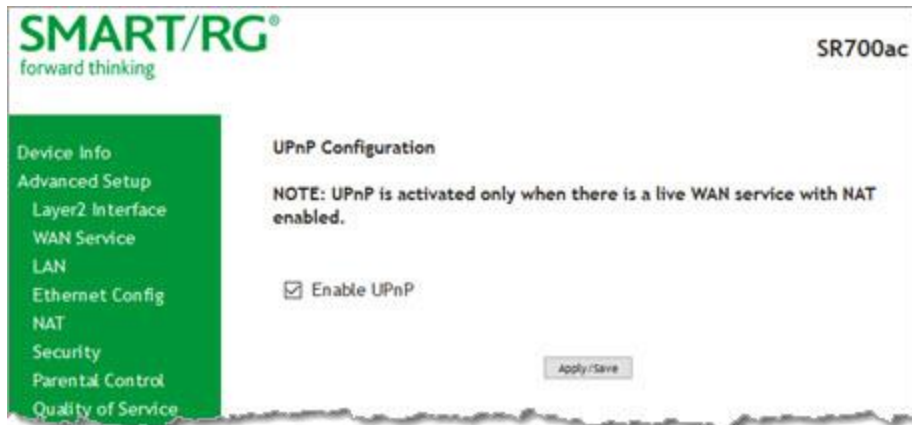 SMART/RG®
forward thinking
SR700ac
Device Info
Advanced Setup
Layer2 Interface
WAN Service
LAN
Ethernet Config
NAT
Security
Parental Control
Quality of Service
UPnP Configuration
NOTE: UPnP is activated only when there is a live WAN service with NAT
enabled.
Enable UPnP
Apply/Save